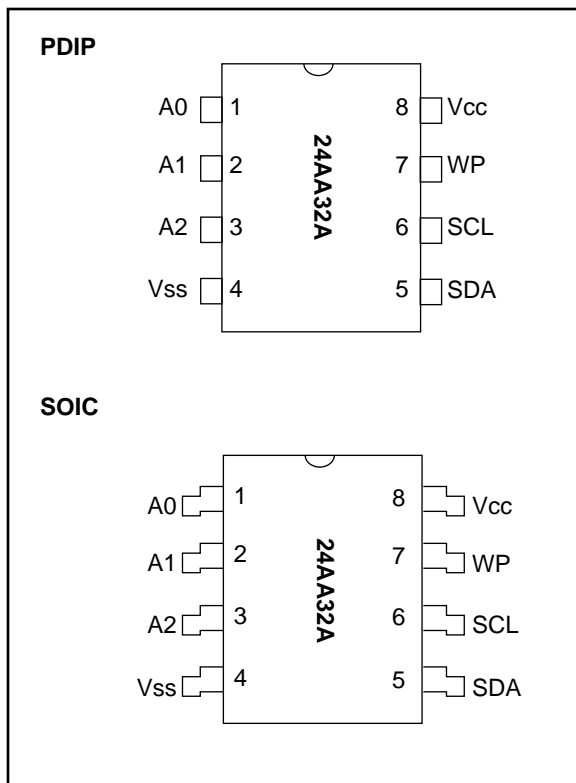 PDIP
A0 1 8 Vcc
A1 2 7 WP
A2 3 6 SCL
Vss 4 5 SDA
24AA32A
SOIC
A0 1 8 Vcc
A1 2 7 WP
A2 3 6 SCL
Vss 4 5 SDA
24AA32A